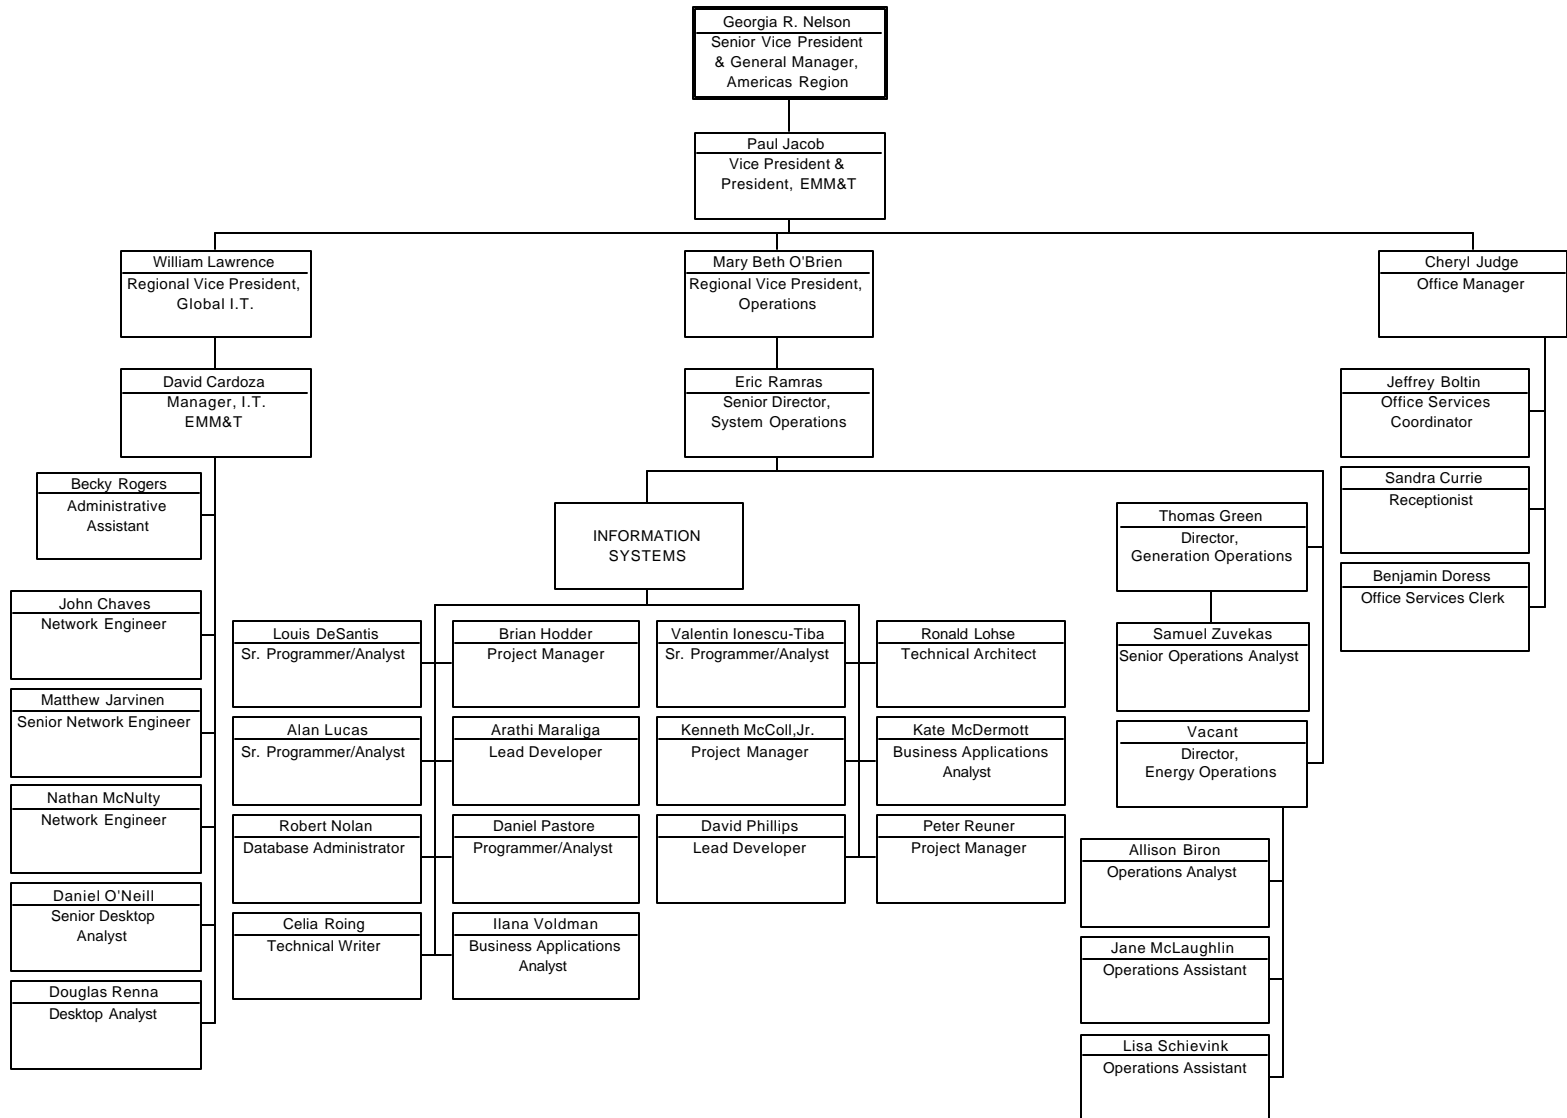 Georgia R. Nelson
Senior Vice President
& General Manager,
Americas Region
Paul Jacob
Vice President &
President, EMM&T
William Lawrence
Regional Vice President,
Global I.T.
Mary Beth O'Brien
Regional Vice President,
Operations
Cheryl Judge
Office Manager
David Cardoza
Manager, I.T.
EMM&T
Eric Ramras
Senior Director,
System Operations
Jeffrey Boltin
Office Services
Coordinator
Becky Rogers
Administrative
Assistant
Sandra Currie
Receptionist
INFORMATION
SYSTEMS
Thomas Green
Director,
Generation Operations
Benjamin Doress
Office Services Clerk
John Chaves
Network Engineer
Louis DeSantis
Sr. Programmer/Analyst
Brian Hodder
Project Manager
Valentin Ionescu-Tiba
Sr. Programmer/Analyst
Ronald Lohse
Technical Architect
Samuel Zuvekas
Senior Operations Analyst
Matthew Jarvinen
Senior Network Engineer
Alan Lucas
Sr. Programmer/Analyst
Arathi Maraliga
Lead Developer
Kenneth McColl,Jr.
Project Manager
Kate McDermott
Business Applications
Analyst
Vacant
Director,
Energy Operations
Nathan McNulty
Network Engineer
Robert Nolan
Database Administrator
Daniel Pastore
Programmer/Analyst
David Phillips
Lead Developer
Peter Reuner
Project Manager
Allison Biron
Operations Analyst
Daniel O'Neill
Senior Desktop
Analyst
Celia Roing
Technical Writer
Ilana Voldman
Business Applications
Analyst
Jane McLaughlin
Operations Assistant
Douglas Renna
Desktop Analyst
Lisa Schievink
Operations Assistant